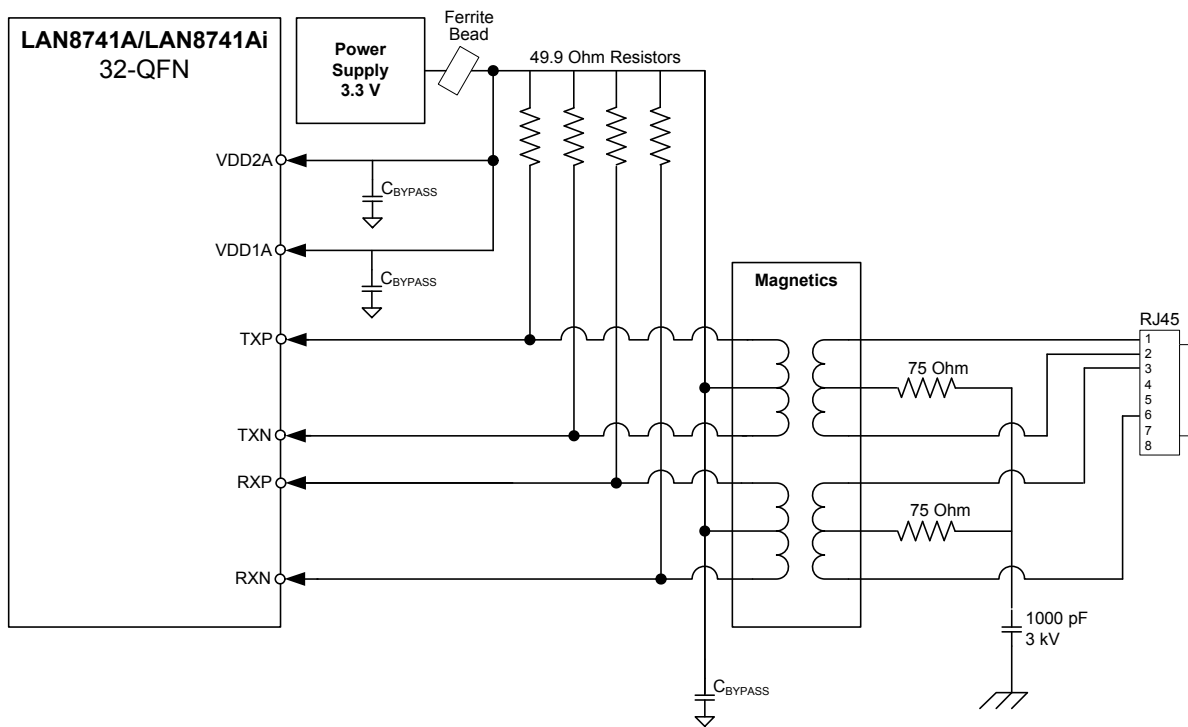 LAN8741A/LAN8741Ai
32-QFN
Power
Supply
3.3 V
Ferrite
Bead
49.9 Ohm Resistors
VDD2A
CBYPASS
VDD1A
CBYPASS
Magnetics
TXP
TXN
RXP
RXN
75 Ohm
75 Ohm
RJ45
1
2
3
4
5
6
7
8
1000 pF
3 kV
CBYPASS